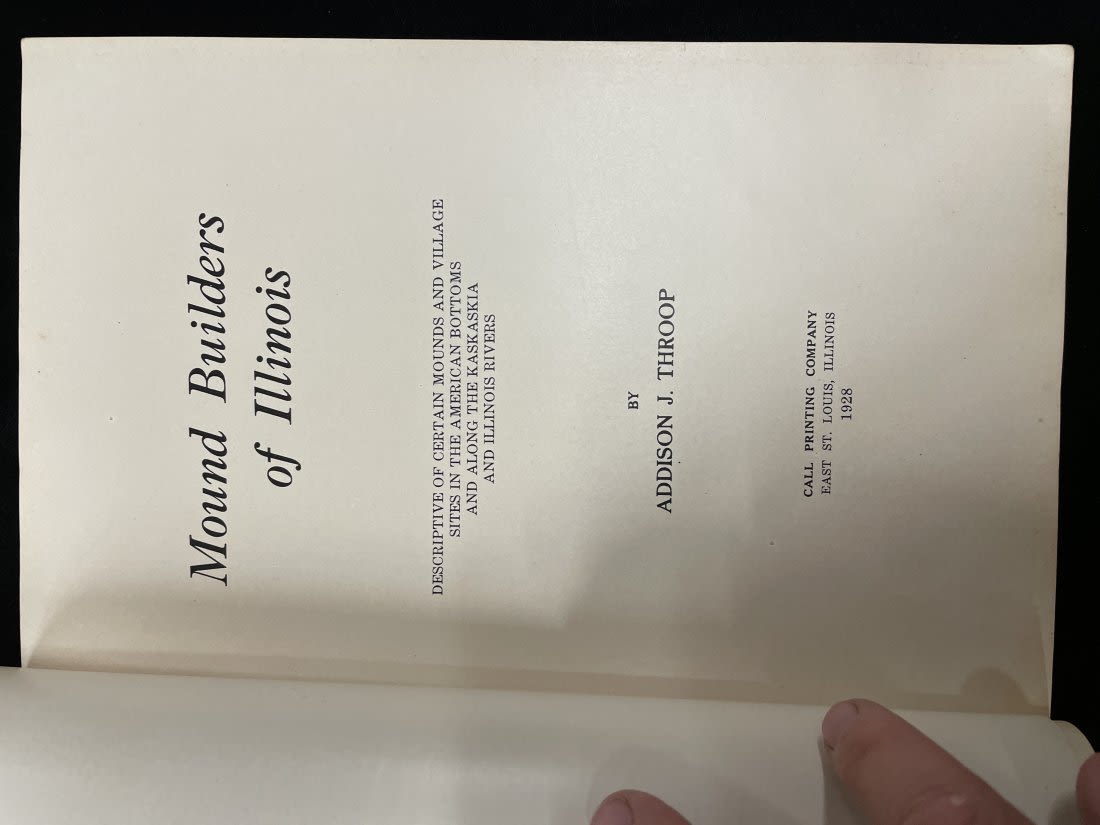 Mound Builders
of Illinois
DESCRIPTIVE OF CERTAIN MOUNDS AND VILLAGE
SITES IN THE AMERICAN BOTTOMS
AND ALONG THE KASKASKIA
AND ILLINOIS RIVERS
BY
ADDISON J. THROOP
CALL PRINTING COMPANY
EAST ST. LOUIS, ILLINOIS
1928